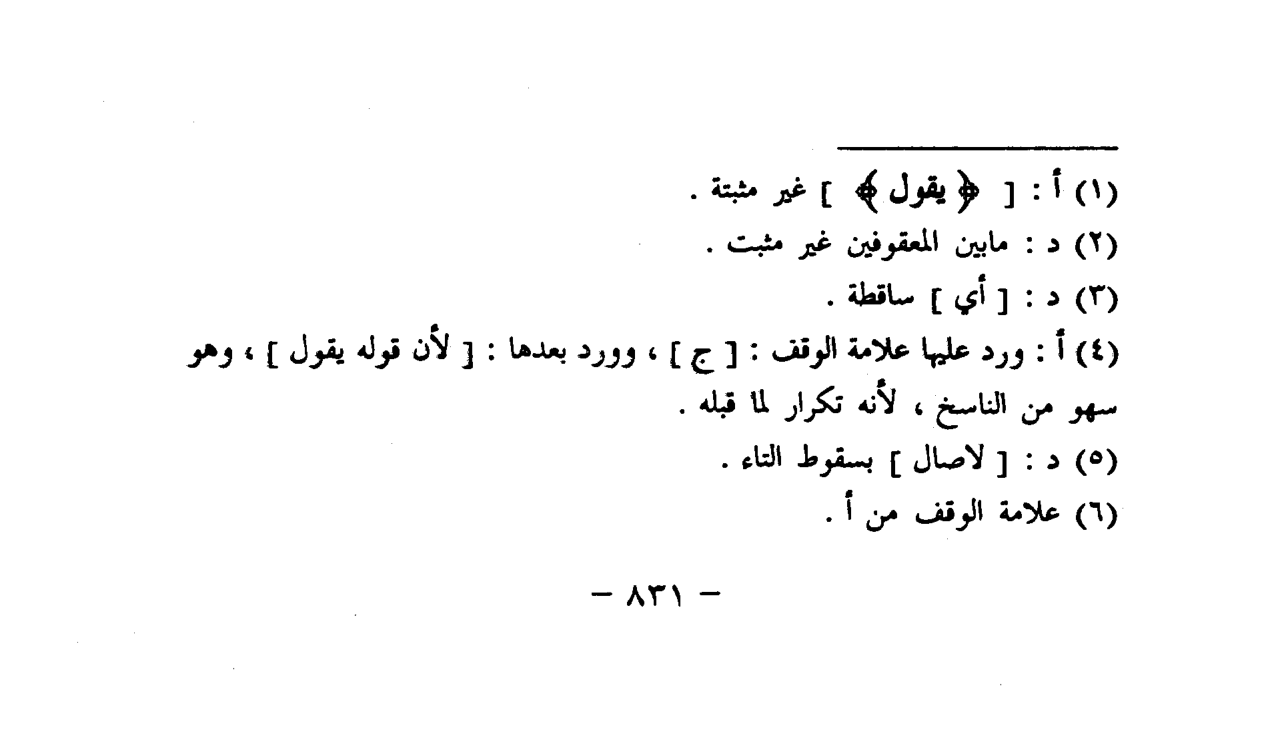 (١) أ : [ ﴿ يقول ﴾ ] غير مثبتة .
(٢) د : مابين المعقوفين غير مثبت .
(٣) د : [ أي ] ساقطة .
(٤) أ : ورد عليها علامة الوقف : [ ج ] ، وورد بعدها : [ لأن قوله يقول ] ، وهو
سهو من الناسخ ، لأنه تكرار لما قبله .
(٥) د : [ لاصال ] بسقوط التاء .
(٦) علامة الوقف من أ .
– ٨٣١ –